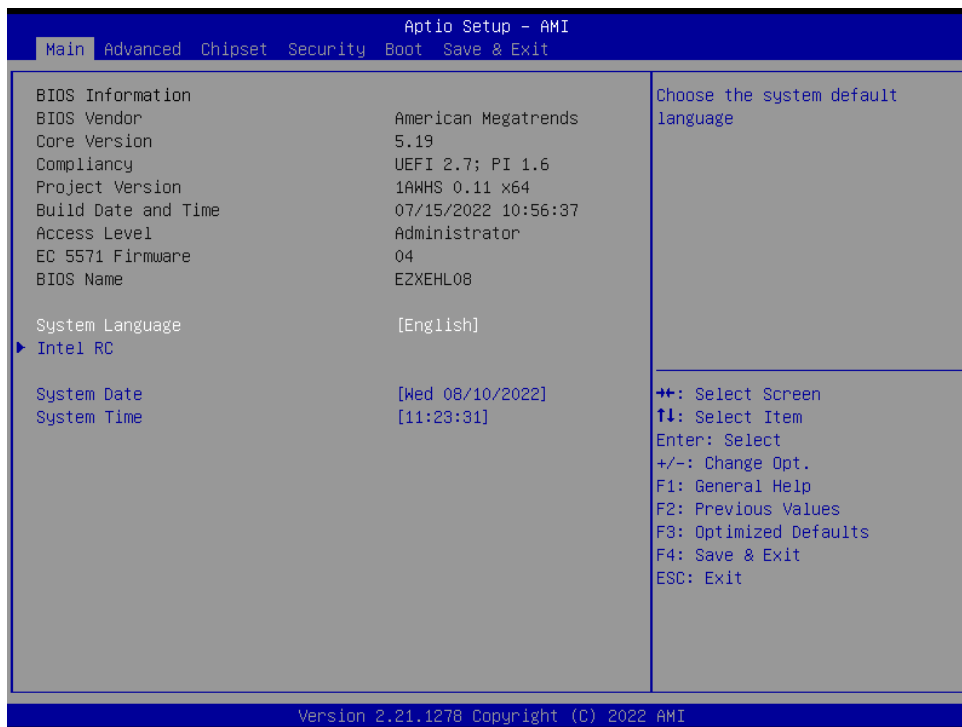 Aptio Setup – AMI
Main Advanced Chipset Security Boot Save & Exit
BIOS Information
BIOS Vendor American Megatrends
Core Version 5.19
Compliancy UEFI 2.7; PI 1.6
Project Version 1AWHS 0.11 x64
Build Date and Time 07/15/2022 10:56:37
Access Level Administrator
EC 5571 Firmware 04
BIOS Name EZXEHL08
System Language [English]
Intel RC
System Date [Wed 08/10/2022]
System Time [11:23:31]
Choose the system default
language
→←: Select Screen
↑↓: Select Item
Enter: Select
+/-: Change Opt.
F1: General Help
F2: Previous Values
F3: Optimized Defaults
F4: Save & Exit
ESC: Exit
Version 2.21.1278 Copyright (C) 2022 AMI